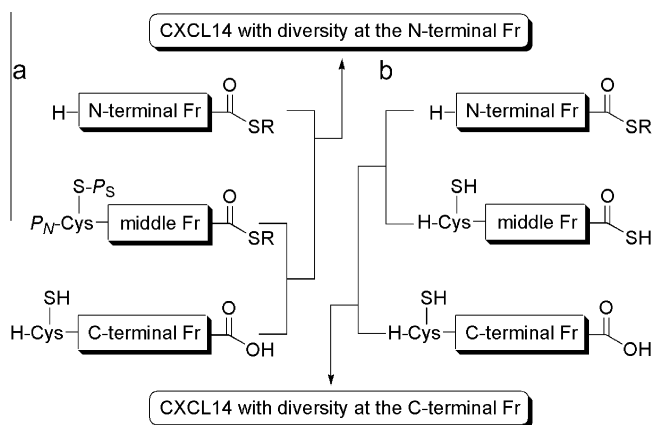 CXCL14 with diversity at the N-terminal Fr
a
b
H- N-terminal Fr O SR
H- N-terminal Fr O SR
S-PS
PN-Cys middle Fr O SR
SH
H-Cys middle Fr O SH
SH
H-Cys C-terminal Fr O OH
SH
H-Cys C-terminal Fr O OH
CXCL14 with diversity at the C-terminal Fr